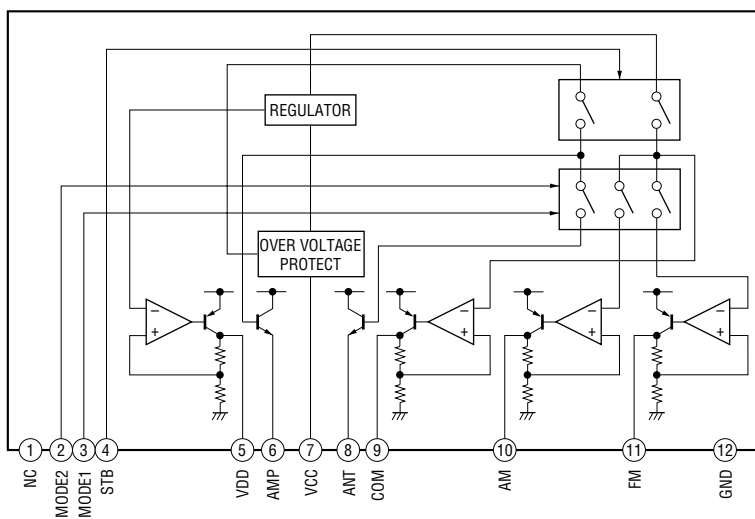 REGULATOR
OVER VOLTAGE
PROTECT
−
+
−
+
−
+
−
+
1
2
3
4
5
6
7
8
9
10
11
12
NC
MODE2
MODE1
STB
VDD
AMP
VCC
ANT
COM
AM
FM
GND